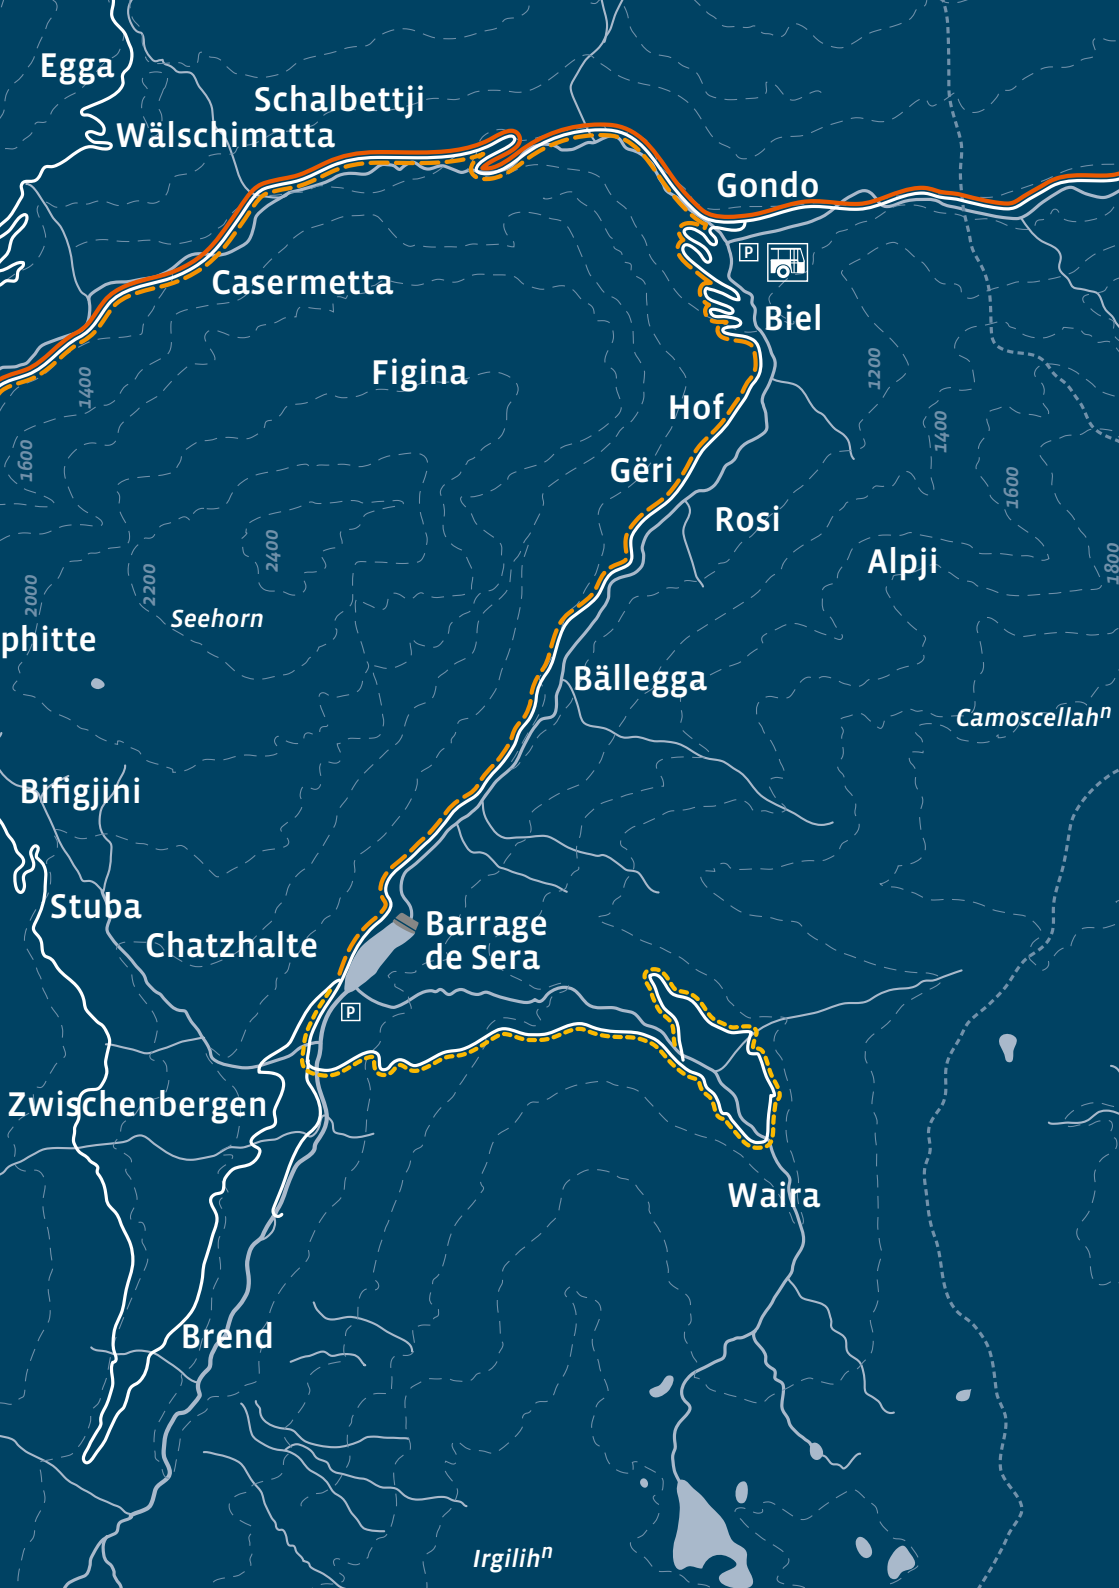 Egga
Schalbettji
Wälschimatta
Gondo
P
Casermetta
Biel
1400
Figina
1200
Hof
1400
1600
Gëri
1600
Rosi
2400
Alpji
1800
2200
2000
Seehorn
phitte
Bällegga
Camoscellahⁿ
Bifigjini
Stuba
Barrage
de Sera
Chatzhalte
P
Zwischenbergen
Waira
Brend
Irgilihⁿ